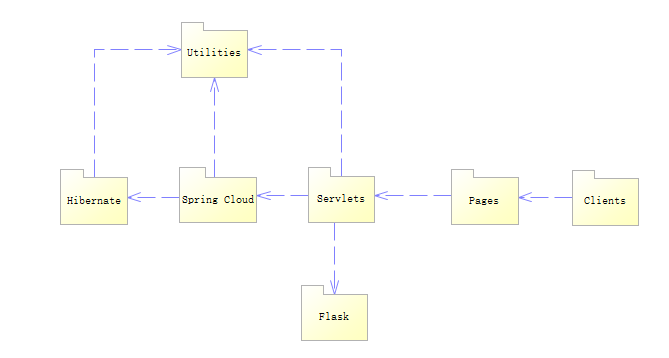 Utilities
Hibernate
Spring Cloud
Servlets
Pages
Clients
Flask